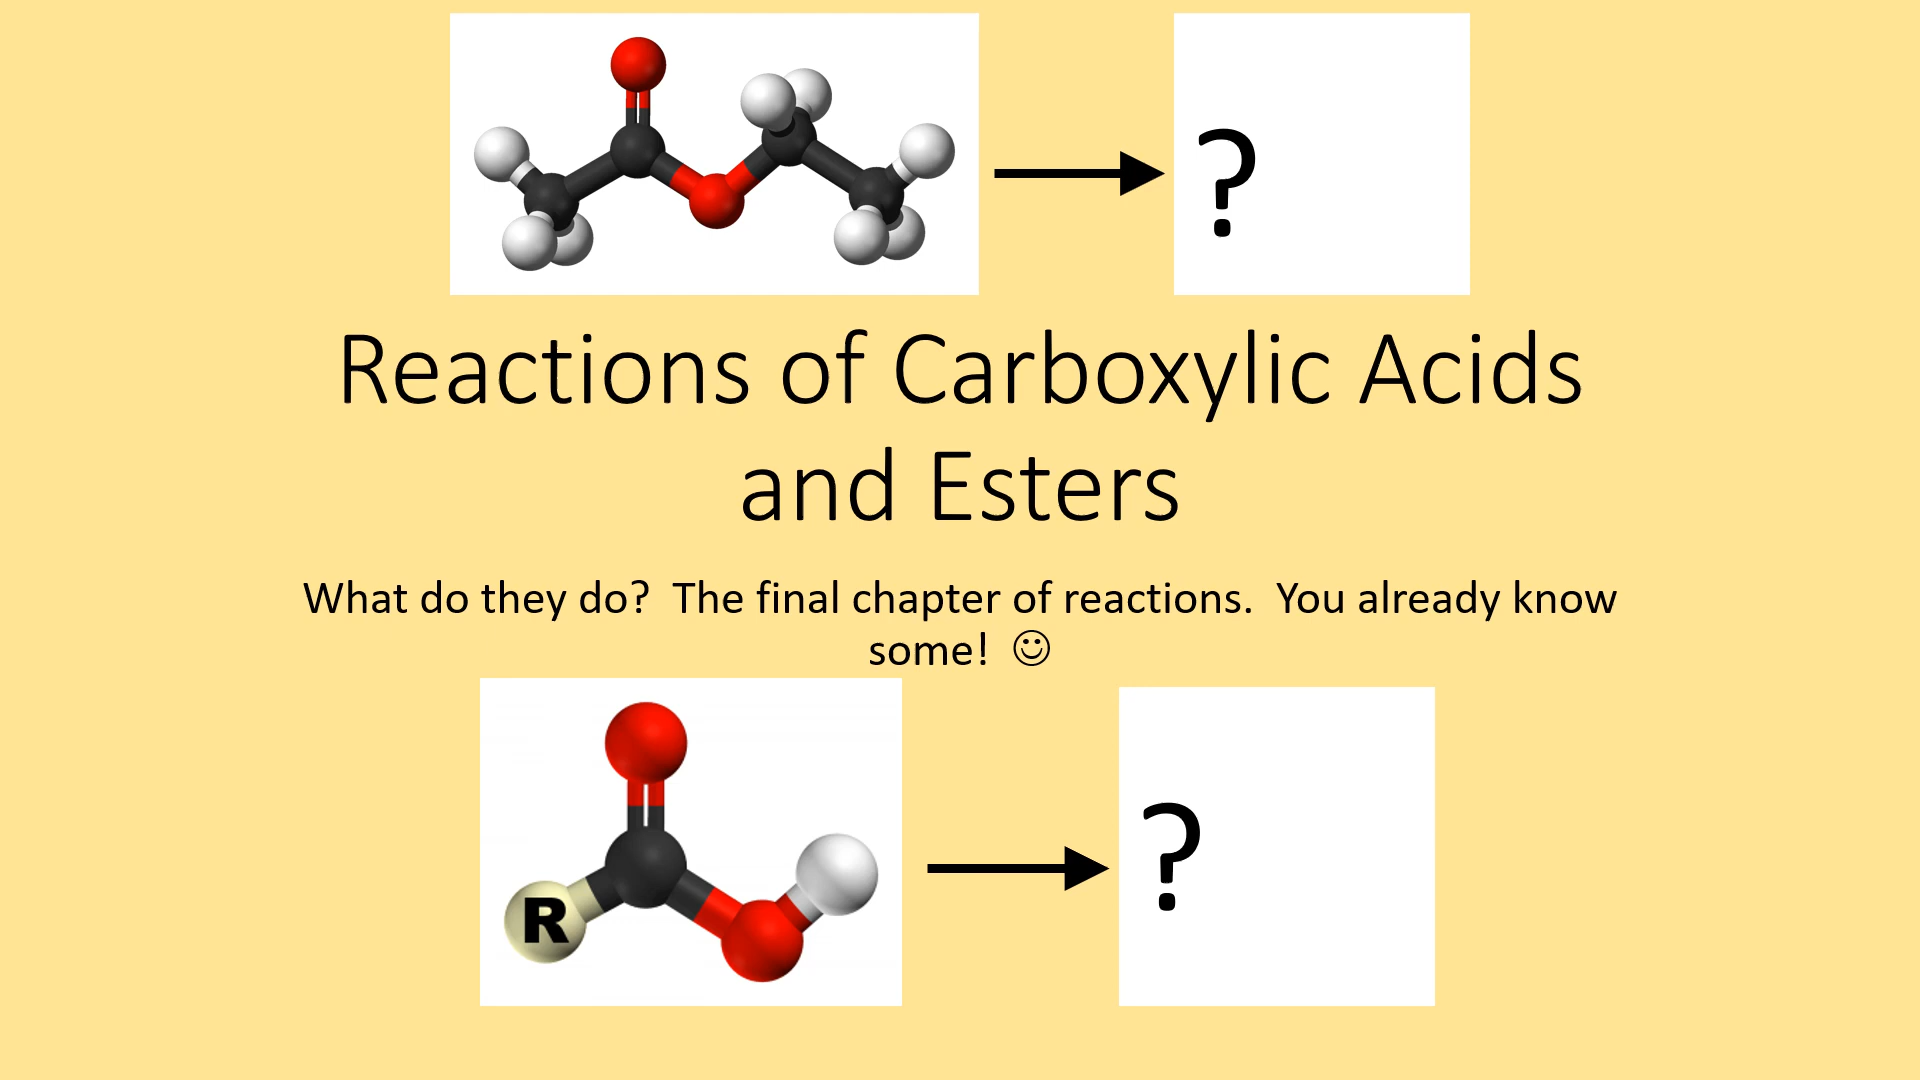 ?
Reactions of Carboxylic Acids
and Esters
What do they do?  The final chapter of reactions.  You already know
some!  ☺
R
?